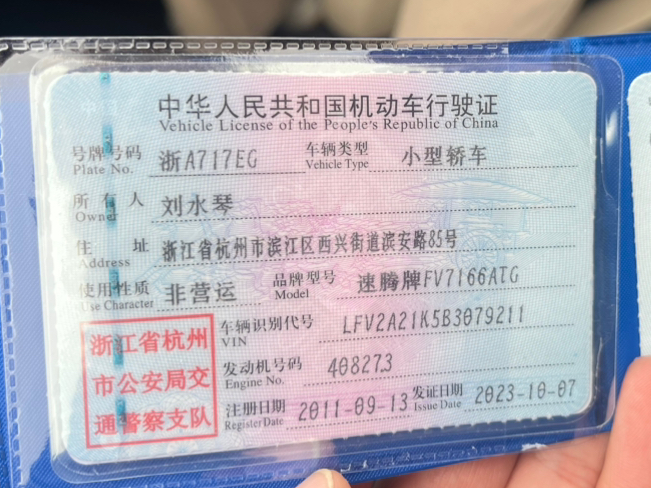 中华人民共和国机动车行驶证
Vehicle License of the People's Republic of China
号牌号码 浙A717EG 车辆类型 小型轿车
Plate No. Vehicle Type
所有人 刘水琴
Owner
住址 浙江省杭州市滨江区西兴街道滨安路85号
Address
使用性质 非营运 品牌型号 速腾牌FV7166ATG
Use Character Model
浙江省杭州
市公安局交
通警察支队
车辆识别代号 LFV2A21K5B3079211
VIN
发动机号码 408273
Engine No.
注册日期 2011-09-13 发证日期 2023-10-07
Register Date Issue Date